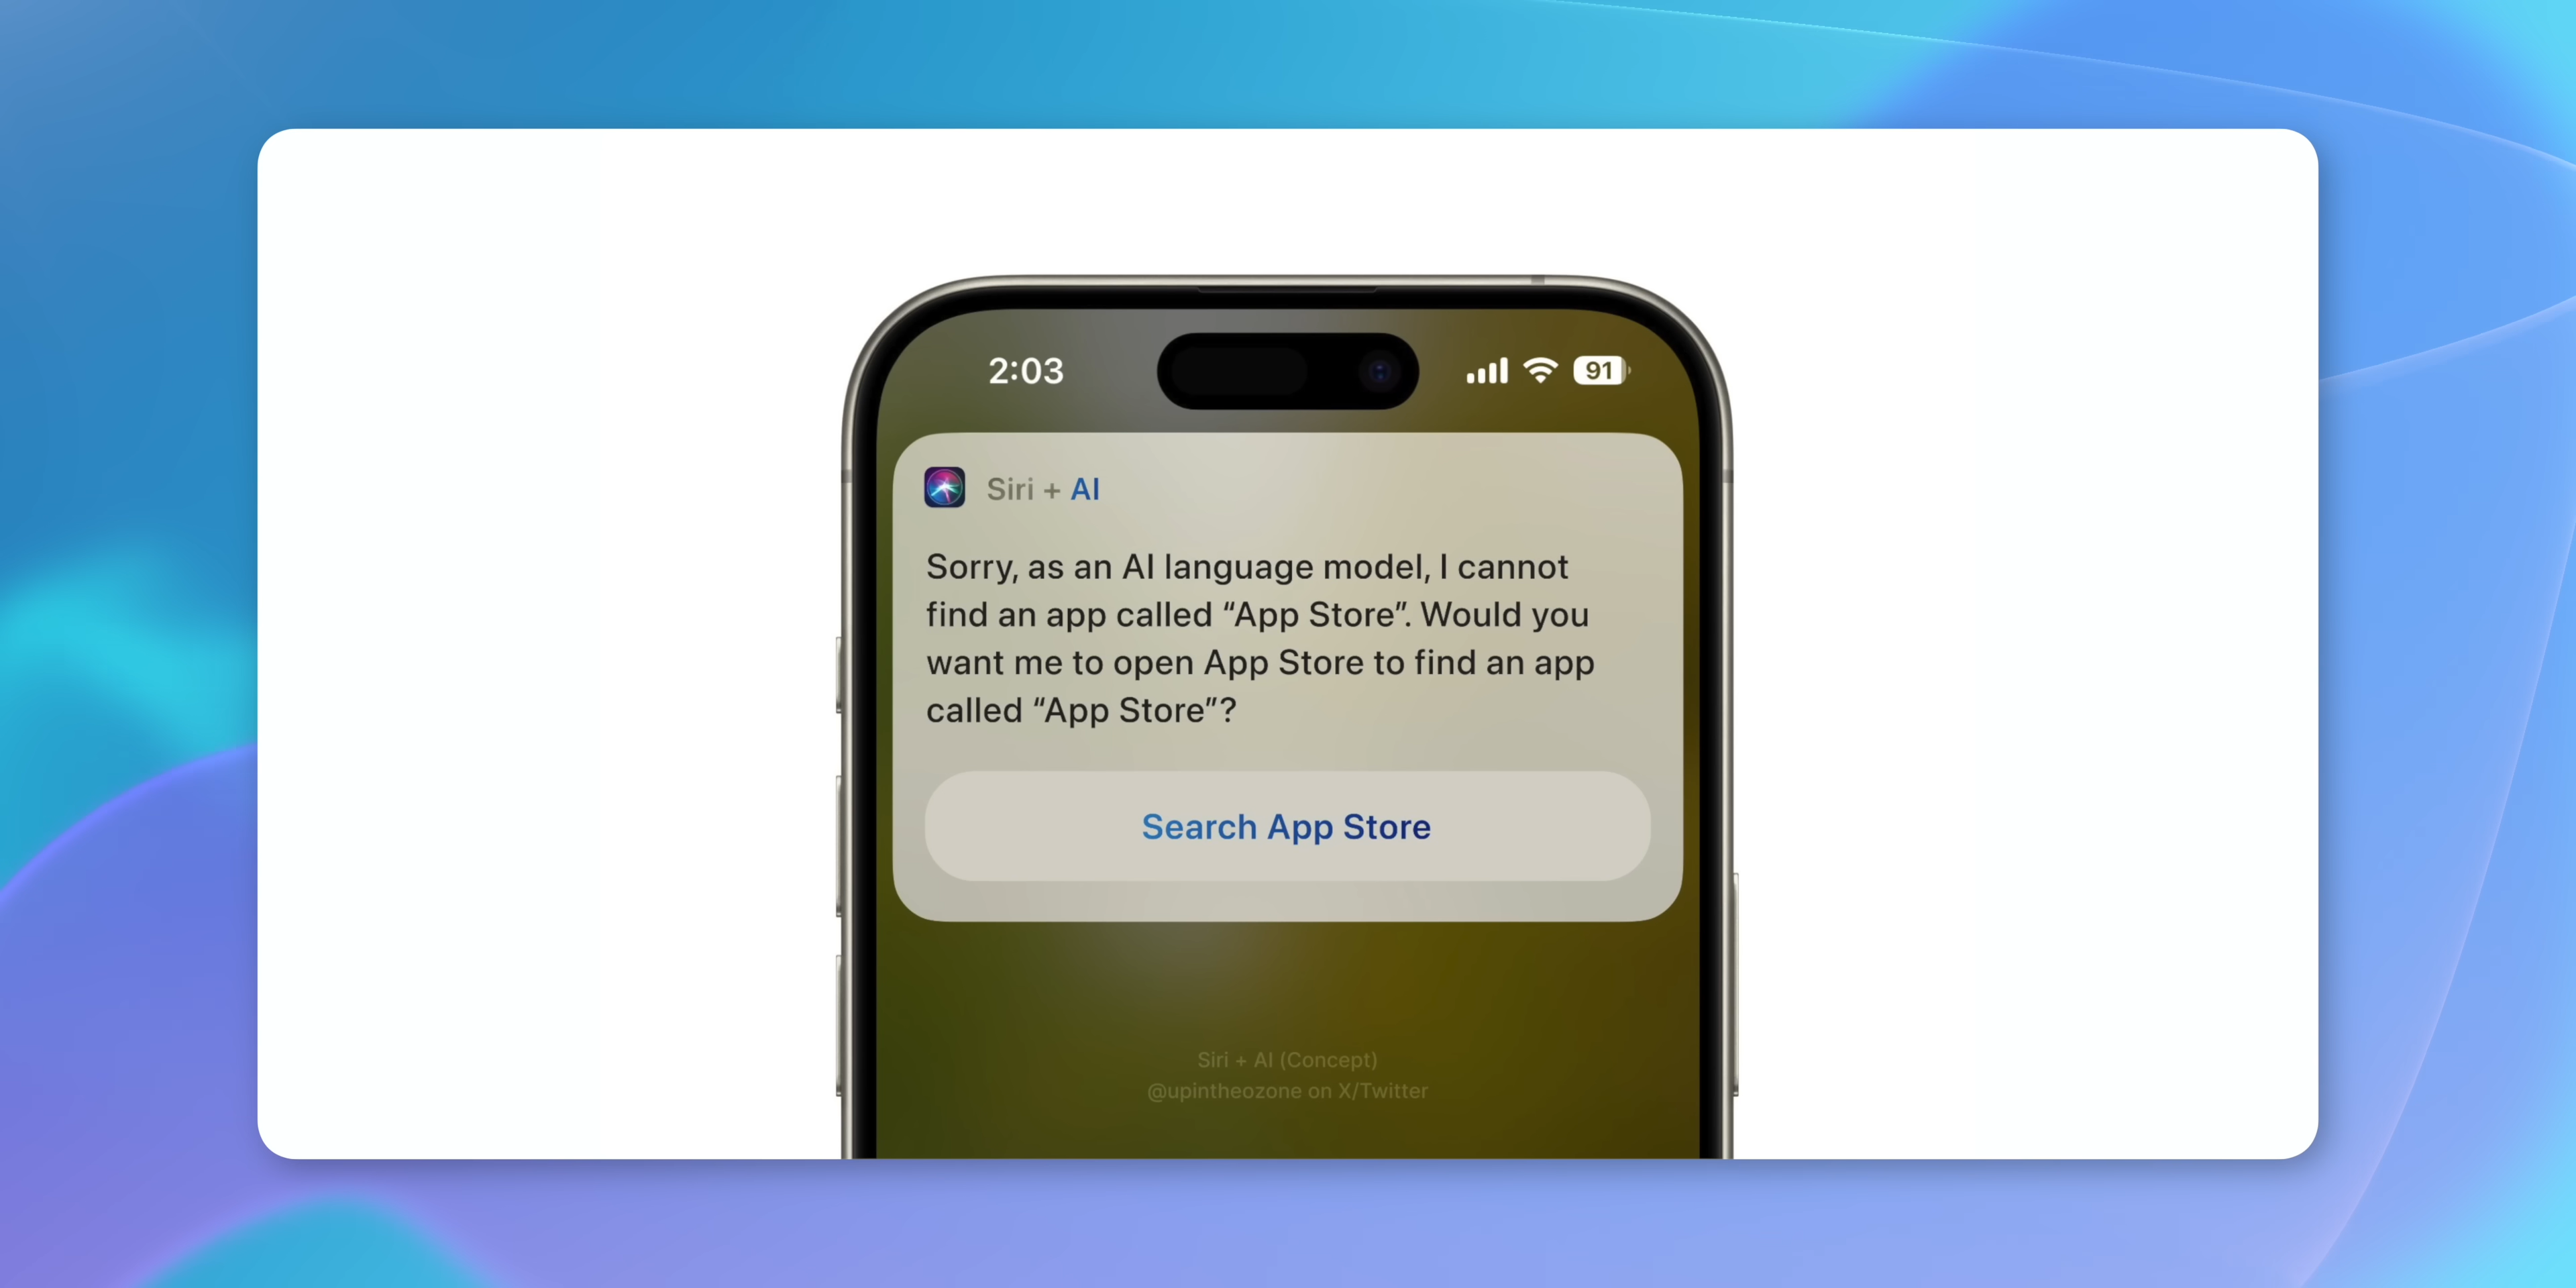 2:03
91
Siri + AI
Sorry, as an AI language model, I cannot
find an app called “App Store”. Would you
want me to open App Store to find an app
called “App Store”?
Search App Store
Siri + AI (Concept)
@upintheozone on X/Twitter